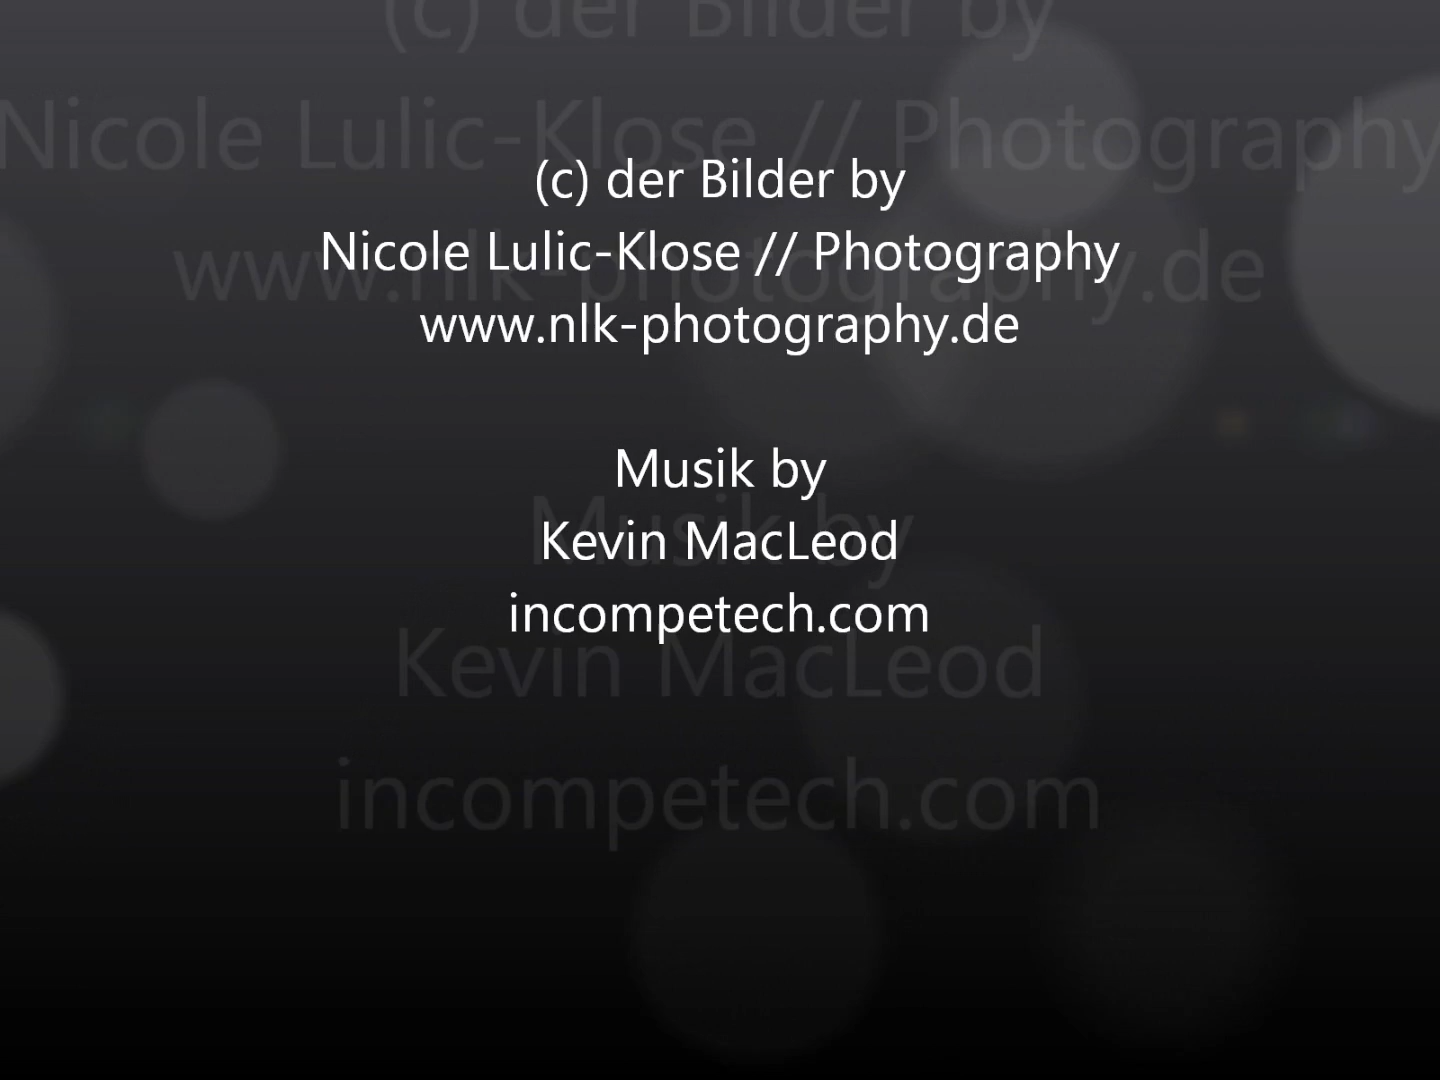 (c) der Bilder by
Nicole Lulic-Klose // Photography
www.nlk-photography.de
Musik by
Kevin MacLeod
incompetech.com